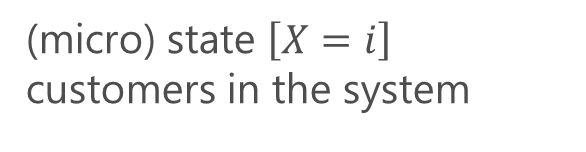 (micro) state [𝑋 = 𝑖]
customers in the system